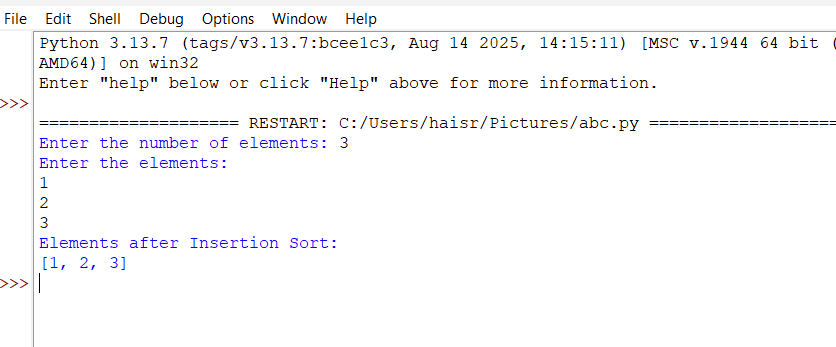 File Edit Shell Debug Options Window Help
Python 3.13.7 (tags/v3.13.7:bcee1c3, Aug 14 2025, 14:15:11) [MSC v.1944 64 bit (
AMD64)] on win32
Enter "help" below or click "Help" above for more information.
>>>
==================== RESTART: C:/Users/haisr/Pictures/abc.py ===================
Enter the number of elements: 3
Enter the elements:
1
2
3
Elements after Insertion Sort:
[1, 2, 3]
>>>